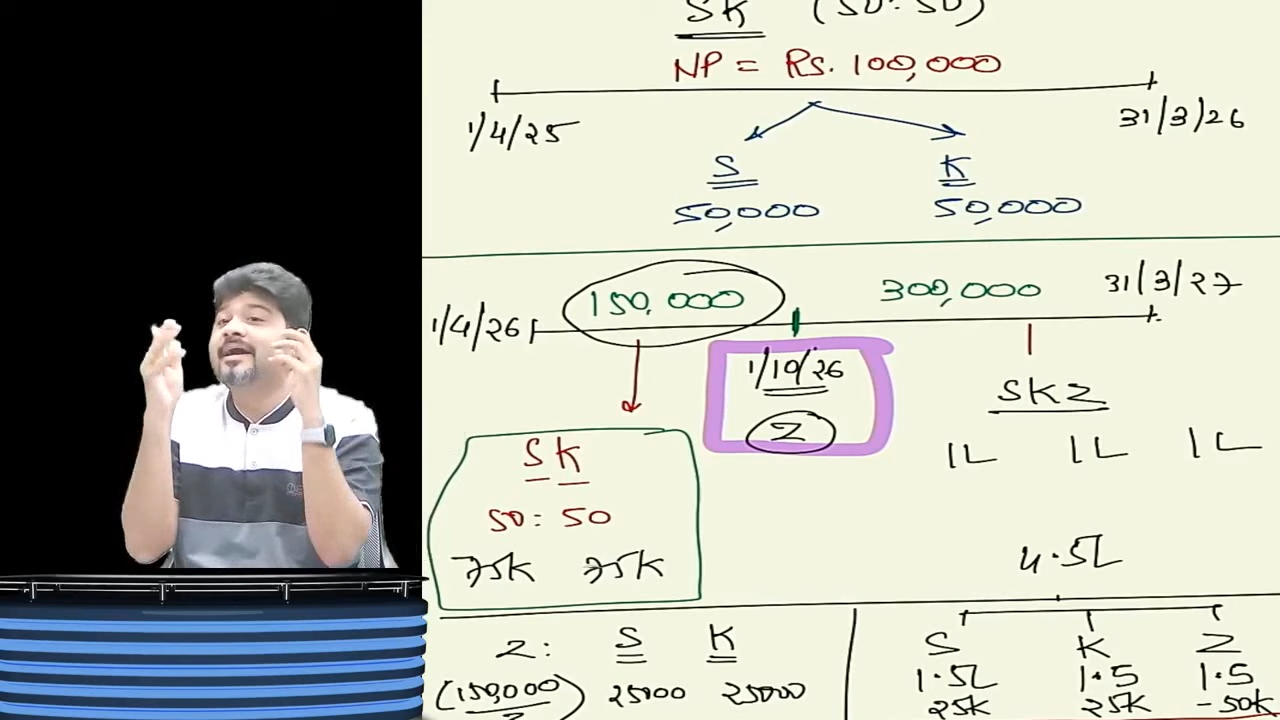 SK (50:50)
NP = Rs. 100,000
1/4/25
31/3/26
S K
50,000 50,000
150,000 300,000 31/3/27
1/4/26
1/10/26
Z
SKZ
1L 1L 1L
SK
50:50
75K 75K
4.5L
Z: S K
(150,000) 25000 25000
S K Z
1.5L 1.5 1.5
25K 25K -50K